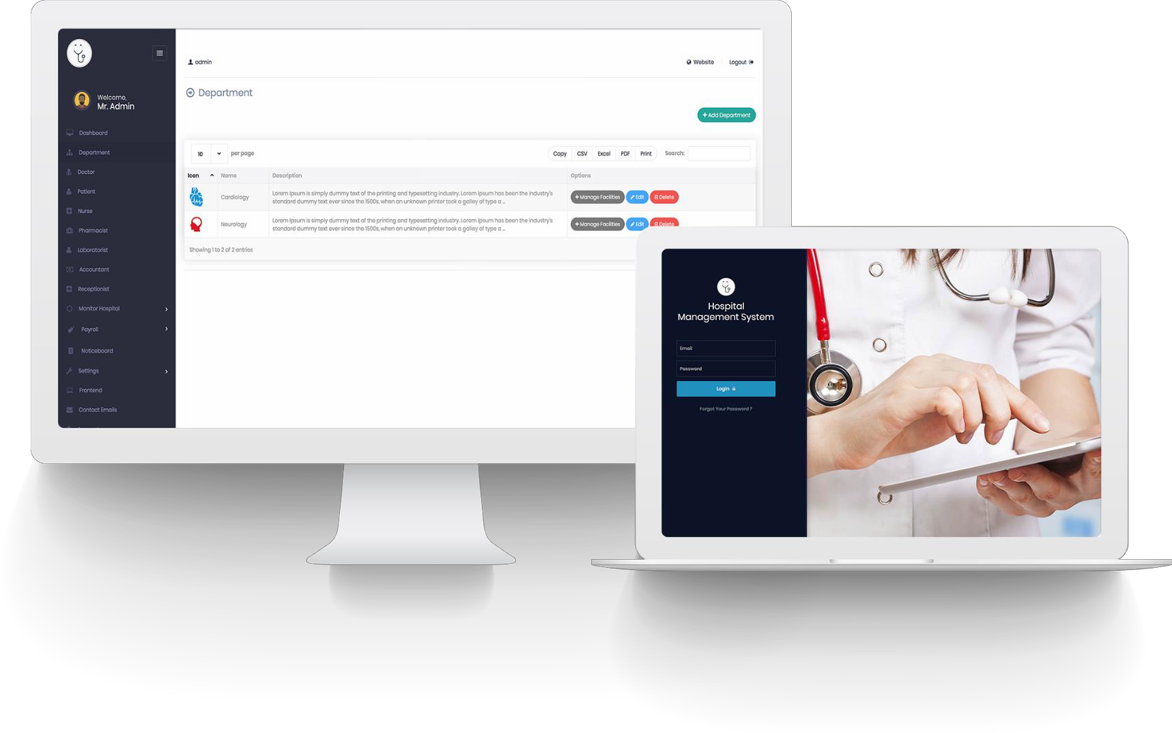 admin
Website
Logout
Welcome,
Mr. Admin
Department
+ Add Department
Dashboard
Department
Doctor
Patient
Nurse
Pharmacist
Laboratorist
Accountant
Receptionist
Monitor Hospital
Payroll
Noticeboard
Settings
Frontend
Contact Emails
10 per page
Copy CSV Excel PDF Print Search:
Icon Name Description Options
Cardiology
Lorem Ipsum is simply dummy text of the printing and typesetting industry. Lorem Ipsum has been the industry's
standard dummy text ever since the 1500s, when an unknown printer took a galley of type a ...
+ Manage Facilities Edit Delete
Neurology
Lorem Ipsum is simply dummy text of the printing and typesetting industry. Lorem Ipsum has been the industry's
standard dummy text ever since the 1500s, when an unknown printer took a galley of type a ...
+ Manage Facilities Edit Delete
Showing 1 to 2 of 2 entries
Hospital
Management System
Email
Password
Login
Forgot Your Password ?